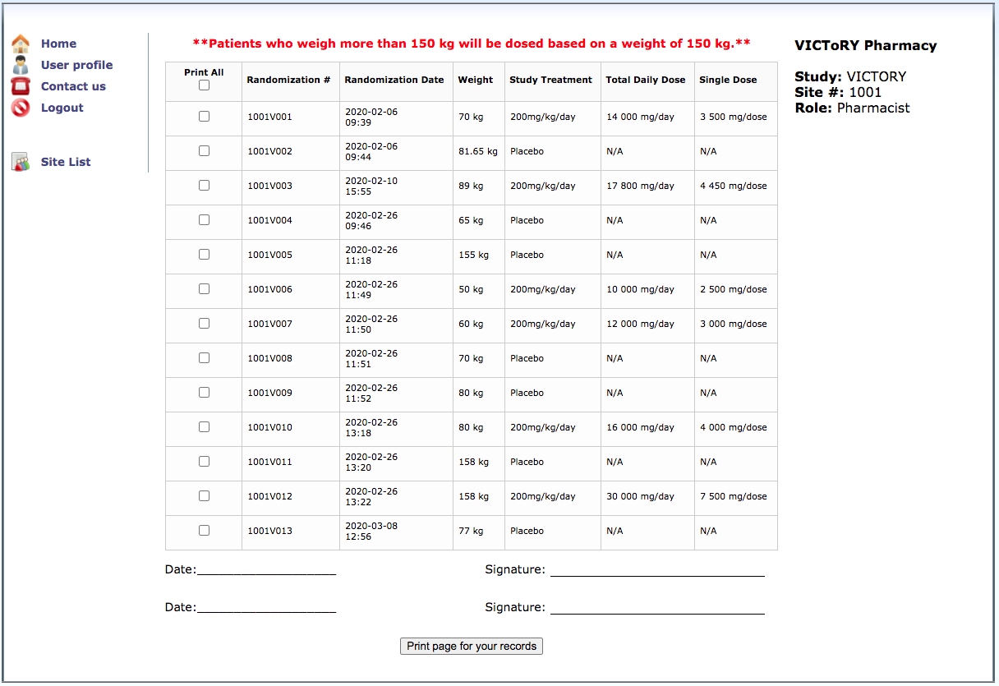 Home
User profile
Contact us
Logout
Site List
**Patients who weigh more than 150 kg will be dosed based on a weight of 150 kg.**
Print All Randomization # Randomization Date Weight Study Treatment Total Daily Dose Single Dose
1001V001 2020-02-06 09:39 70 kg 200mg/kg/day 14 000 mg/day 3 500 mg/dose
1001V002 2020-02-06 09:44 81.65 kg Placebo N/A N/A
1001V003 2020-02-10 15:55 89 kg 200mg/kg/day 17 800 mg/day 4 450 mg/dose
1001V004 2020-02-26 09:46 65 kg Placebo N/A N/A
1001V005 2020-02-26 11:18 155 kg Placebo N/A N/A
1001V006 2020-02-26 11:49 50 kg 200mg/kg/day 10 000 mg/day 2 500 mg/dose
1001V007 2020-02-26 11:50 60 kg 200mg/kg/day 12 000 mg/day 3 000 mg/dose
1001V008 2020-02-26 11:51 70 kg Placebo N/A N/A
1001V009 2020-02-26 11:52 80 kg Placebo N/A N/A
1001V010 2020-02-26 13:18 80 kg 200mg/kg/day 16 000 mg/day 4 000 mg/dose
1001V011 2020-02-26 13:20 158 kg Placebo N/A N/A
1001V012 2020-02-26 13:22 158 kg 200mg/kg/day 30 000 mg/day 7 500 mg/dose
1001V013 2020-03-08 12:56 77 kg Placebo N/A N/A
Date:___________________ Signature: ______________________________
Date:___________________ Signature: ______________________________
Print page for your records
VICToRY Pharmacy
Study: VICTORY
Site #: 1001
Role: Pharmacist